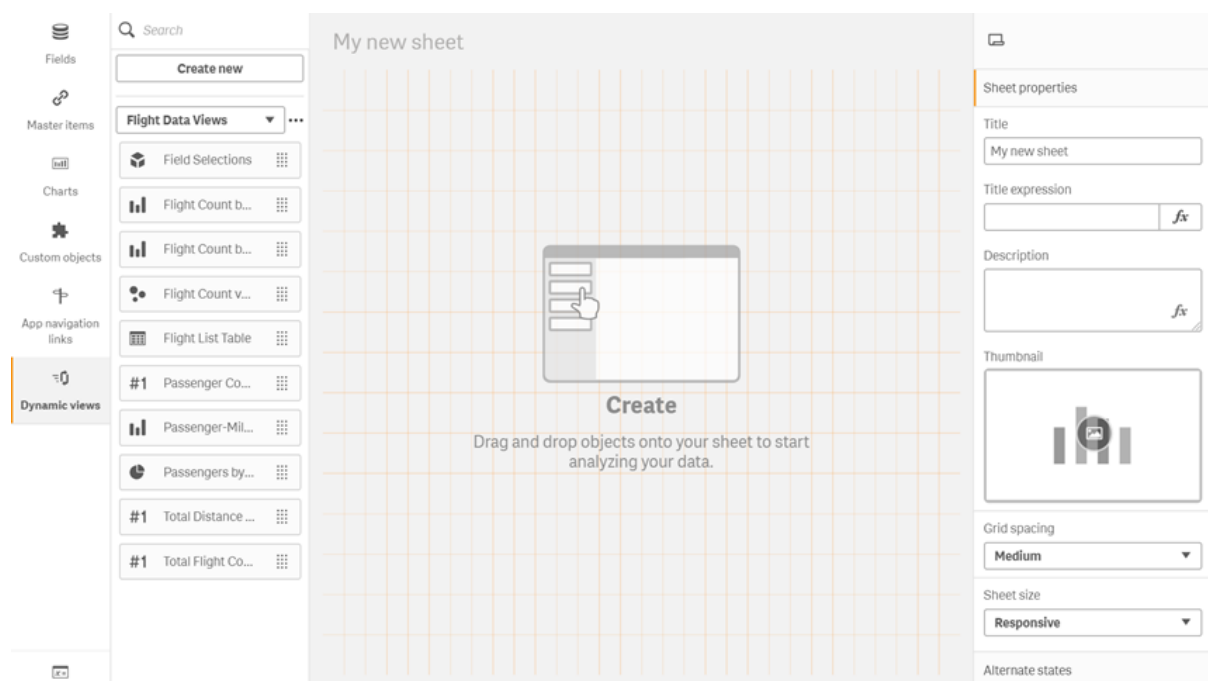 Fields
Master items
Charts
Custom objects
App navigation
links
Dynamic views
Search
Create new
Flight Data Views
Field Selections
Flight Count b...
Flight Count b...
Flight Count v...
Flight List Table
#1 Passenger Co...
Passenger-Mil...
Passengers by...
#1 Total Distance ...
#1 Total Flight Co...
My new sheet
Create
Drag and drop objects onto your sheet to start
analyzing your data.
Sheet properties
Title
My new sheet
Title expression
fx
Description
fx
Thumbnail
Grid spacing
Medium
Sheet size
Responsive
Alternate states